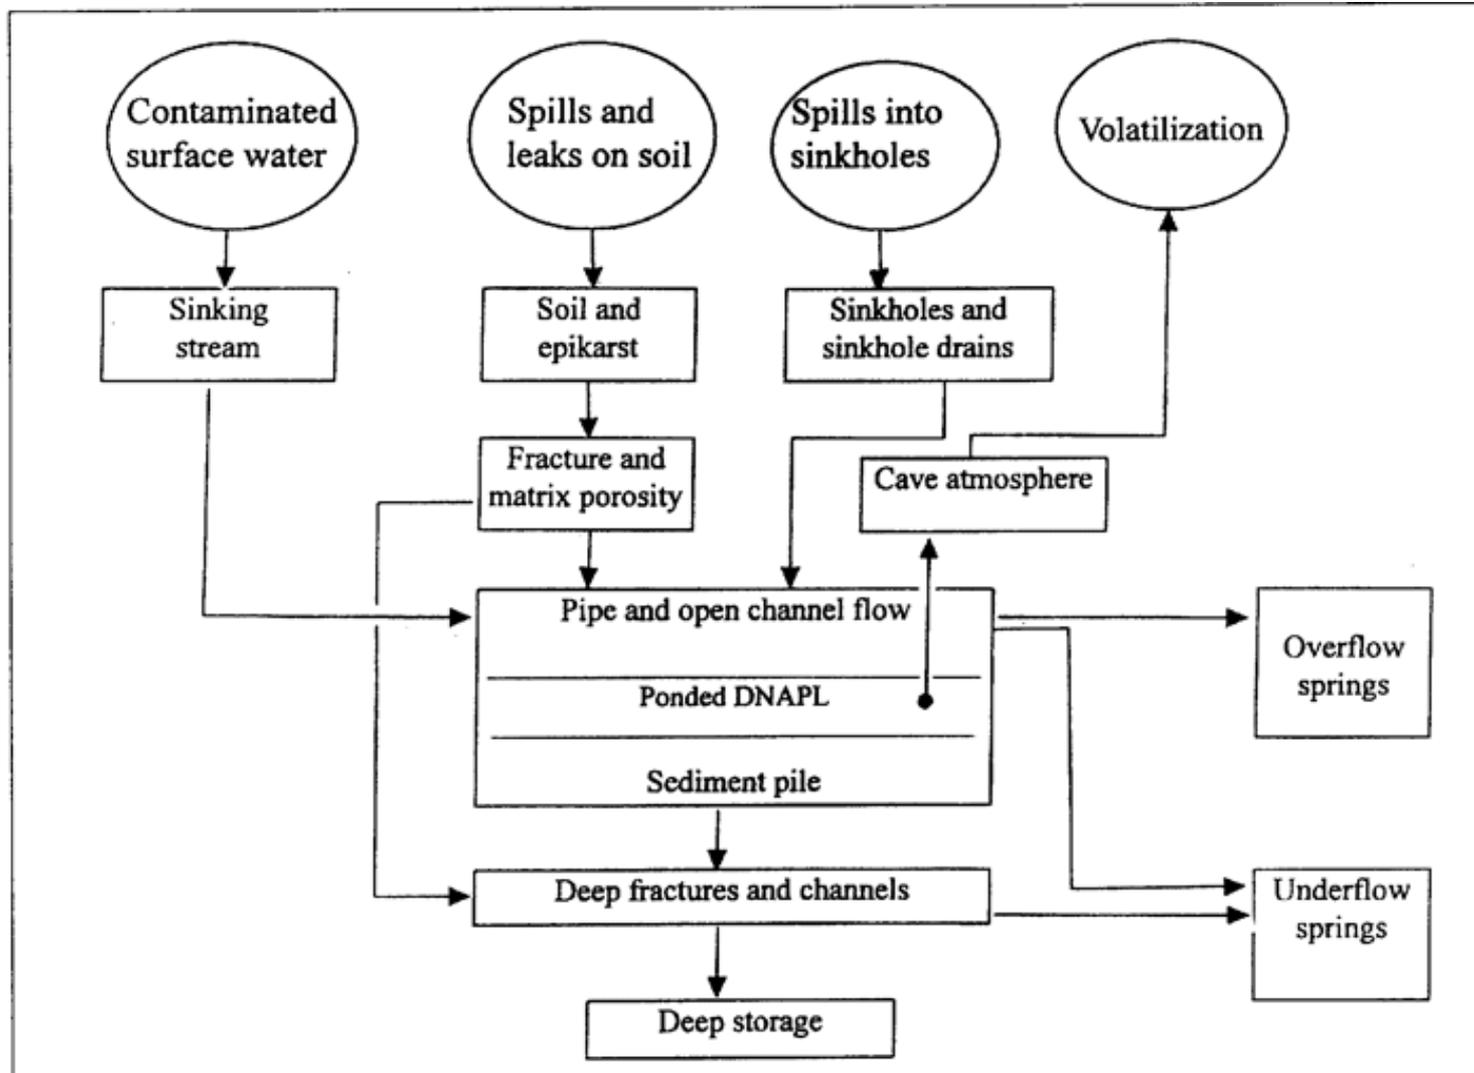 Contaminated
surface water
Spills and
leaks on soil
Spills into
sinkholes
Volatilization
Sinking
stream
Soil and
epikarst
Sinkholes and
sinkhole drains
Fracture and
matrix porosity
Cave atmosphere
Pipe and open channel flow
Overflow
springs
Ponded DNAPL
Sediment pile
Deep fractures and channels
Underflow
springs
Deep storage